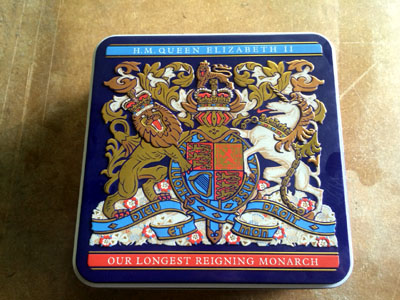 H.M. QUEEN ELIZABETH II
DIEU ET MON DROIT
OUR LONGEST REIGNING MONARCH